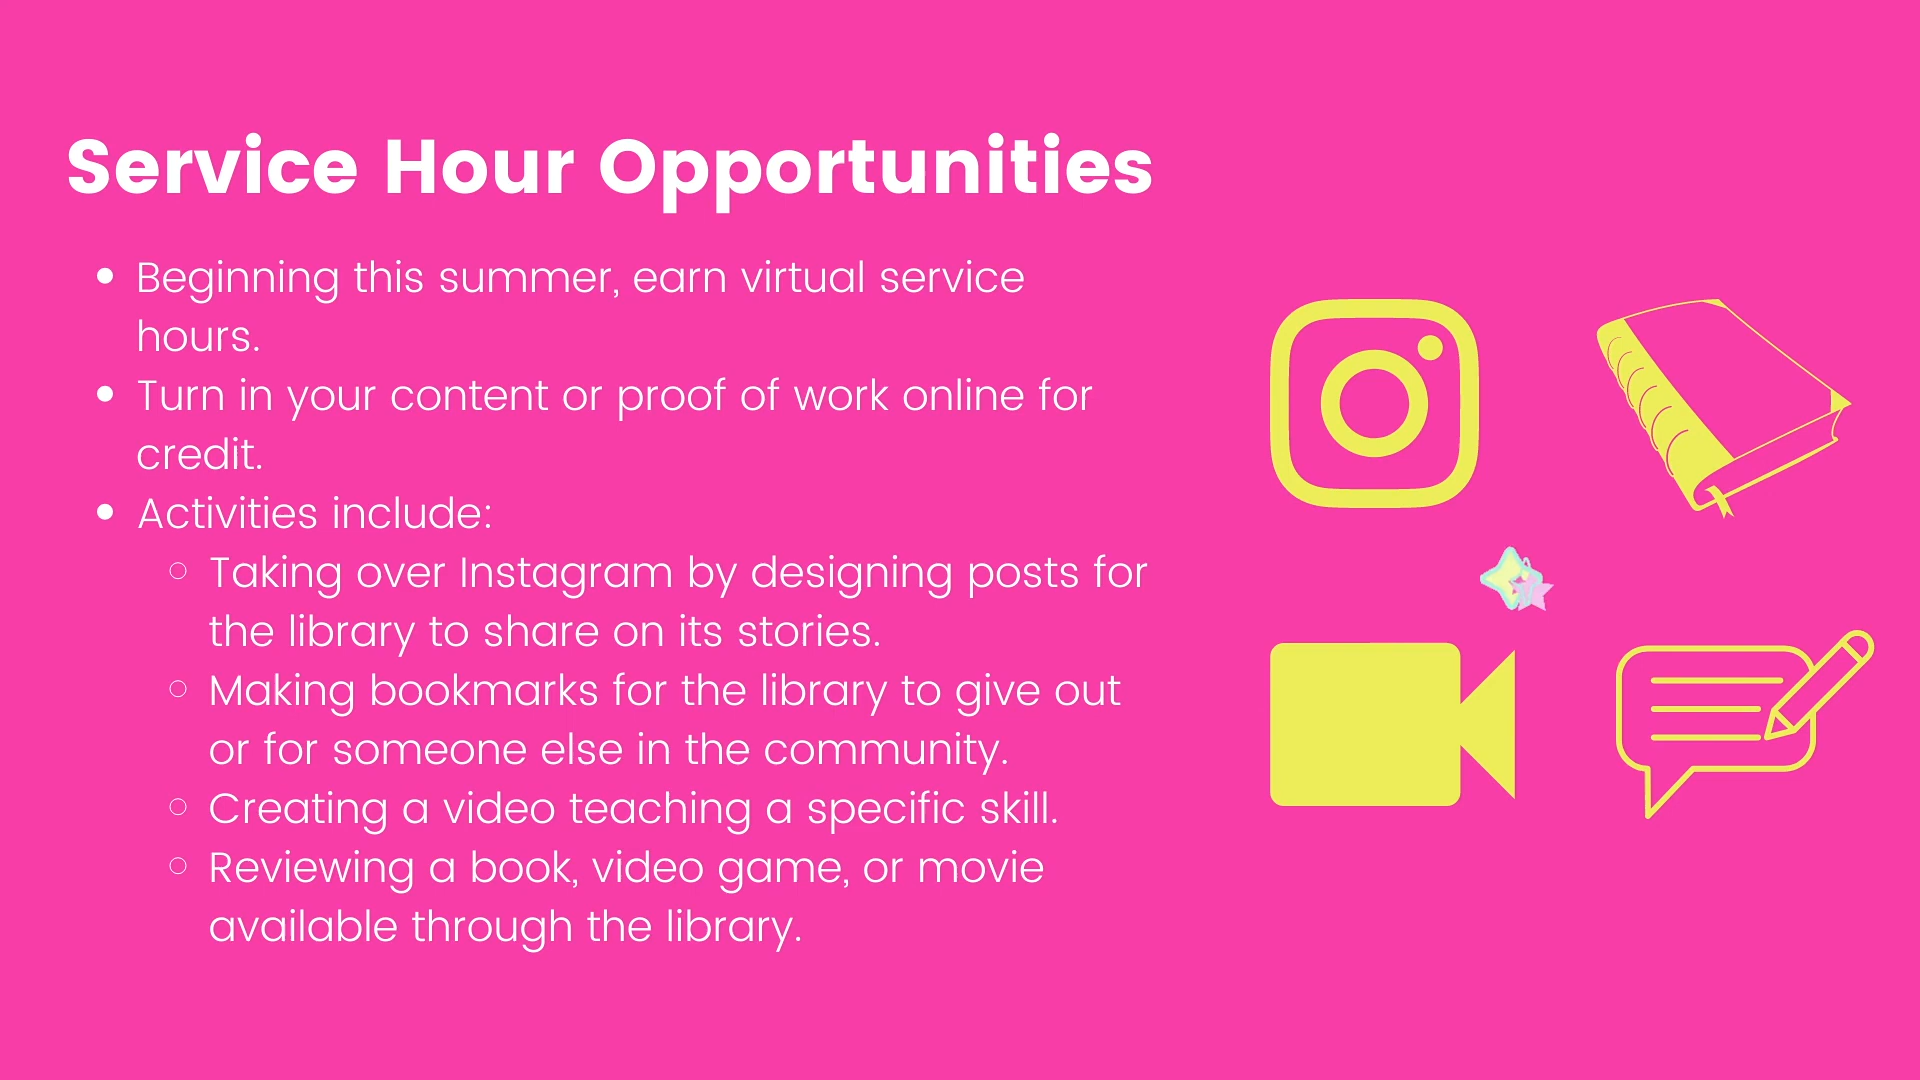 Service Hour Opportunities
Beginning this summer, earn virtual service
hours.
Turn in your content or proof of work online for
credit.
Activities include:
Taking over Instagram by designing posts for
the library to share on its stories.
Making bookmarks for the library to give out
or for someone else in the community.
Creating a video teaching a specific skill.
Reviewing a book, video game, or movie
available through the library.